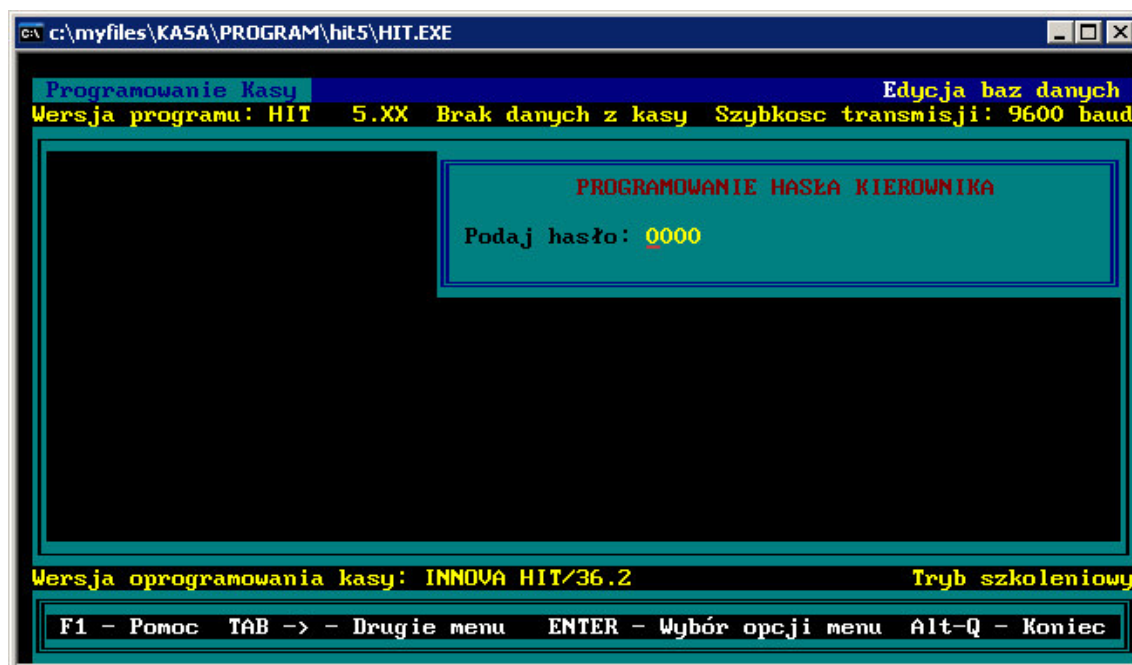 c:\myfiles\KASA\PROGRAM\hit5\HIT.EXE
Programowanie Kasy Edycja baz danych
Wersja programu: HIT 5.XX Brak danych z kasy Szybkosc transmisji: 9600 baud
PROGRAMOWANIE HASŁA KIEROWNIKA
Podaj hasło: 0000
Wersja oprogramowania kasy: INNOVA HIT/36.2 Tryb szkoleniowy
F1 - Pomoc TAB -> - Drugie menu ENTER - Wybór opcji menu Alt-Q - Koniec